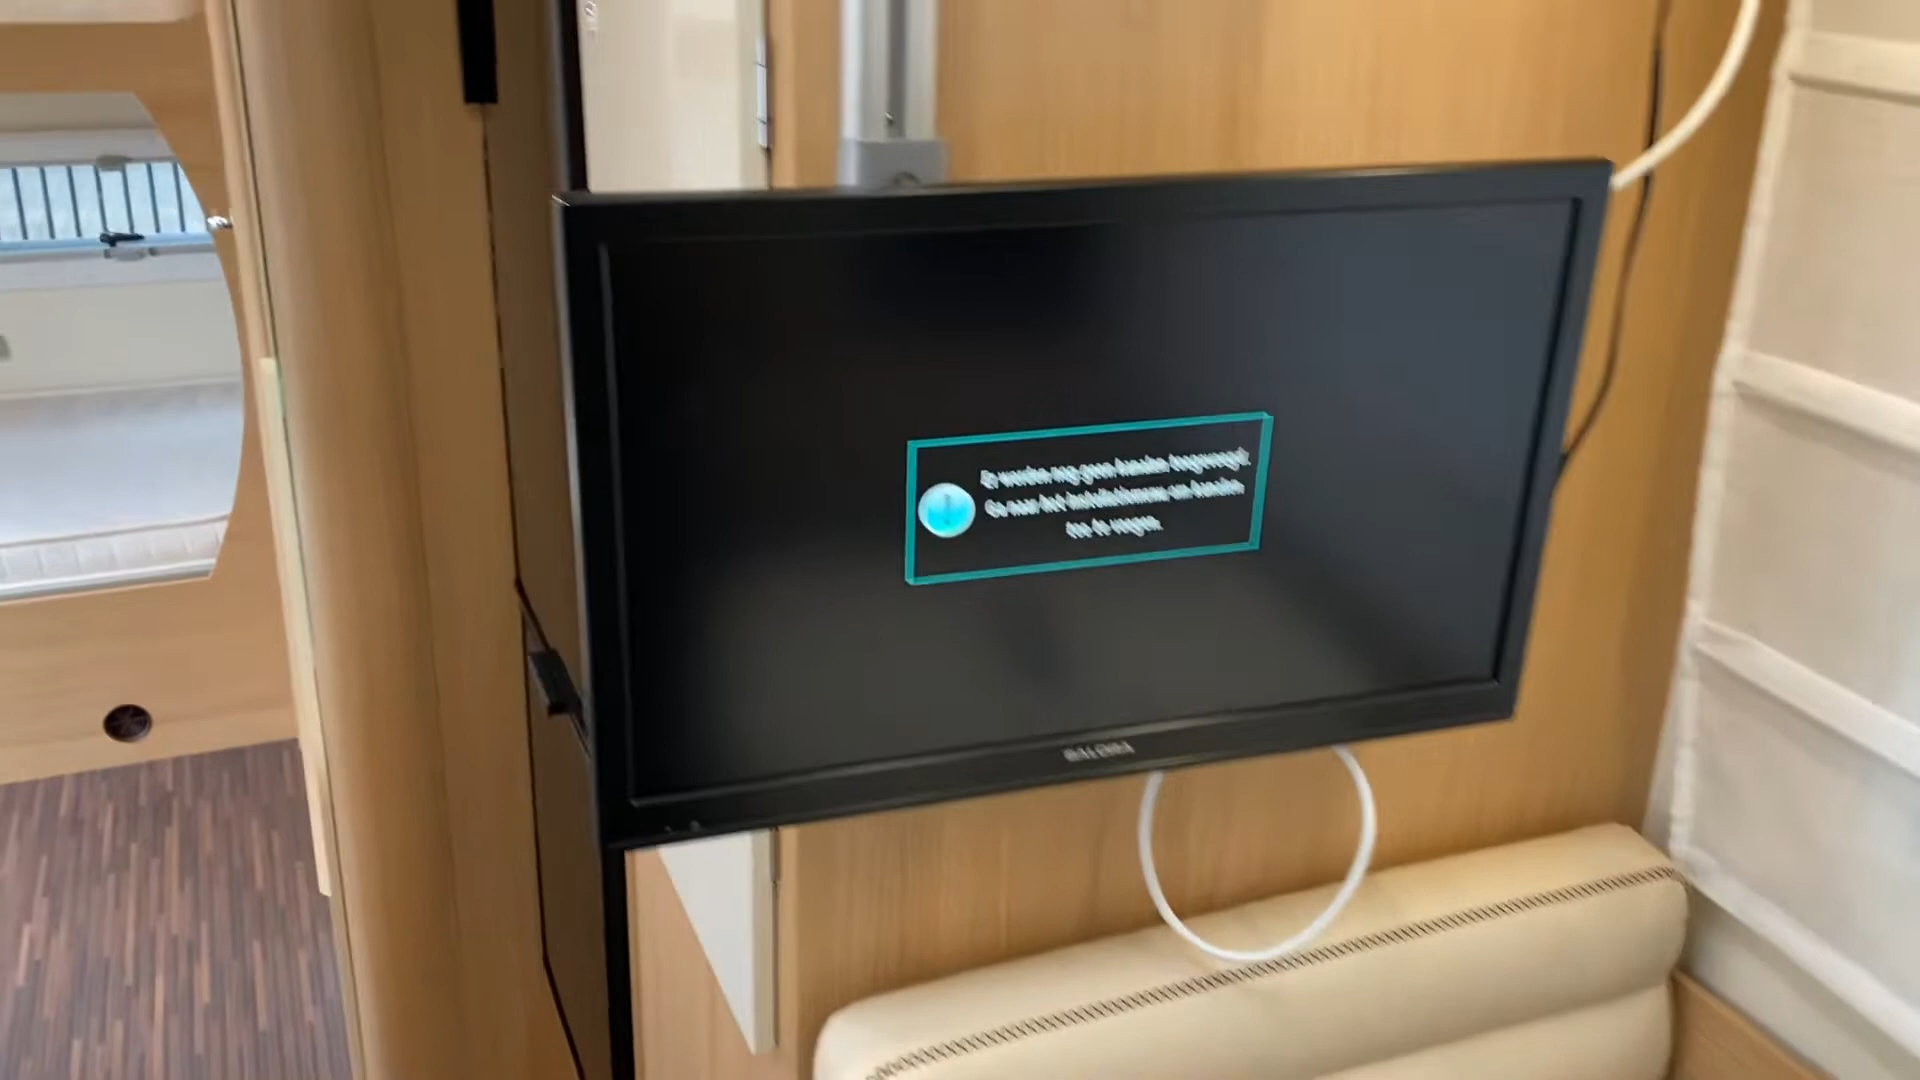 Er werden nog geen kanalen toegevoegd.
Ga naar het installatiemenu om kanalen
toe te voegen.